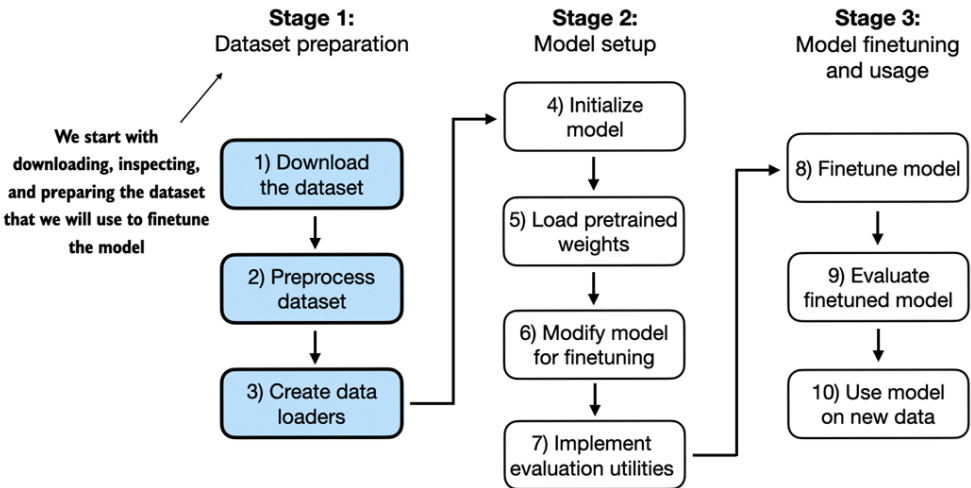 Stage 1:
Dataset preparation
We start with
downloading, inspecting,
and preparing the dataset
that we will use to finetune
the model
1) Download
the dataset
2) Preprocess
dataset
3) Create data
loaders
Stage 2:
Model setup
4) Initialize
model
5) Load pretrained
weights
6) Modify model
for finetuning
7) Implement
evaluation utilities
Stage 3:
Model finetuning
and usage
8) Finetune model
9) Evaluate
finetuned model
10) Use model
on new data